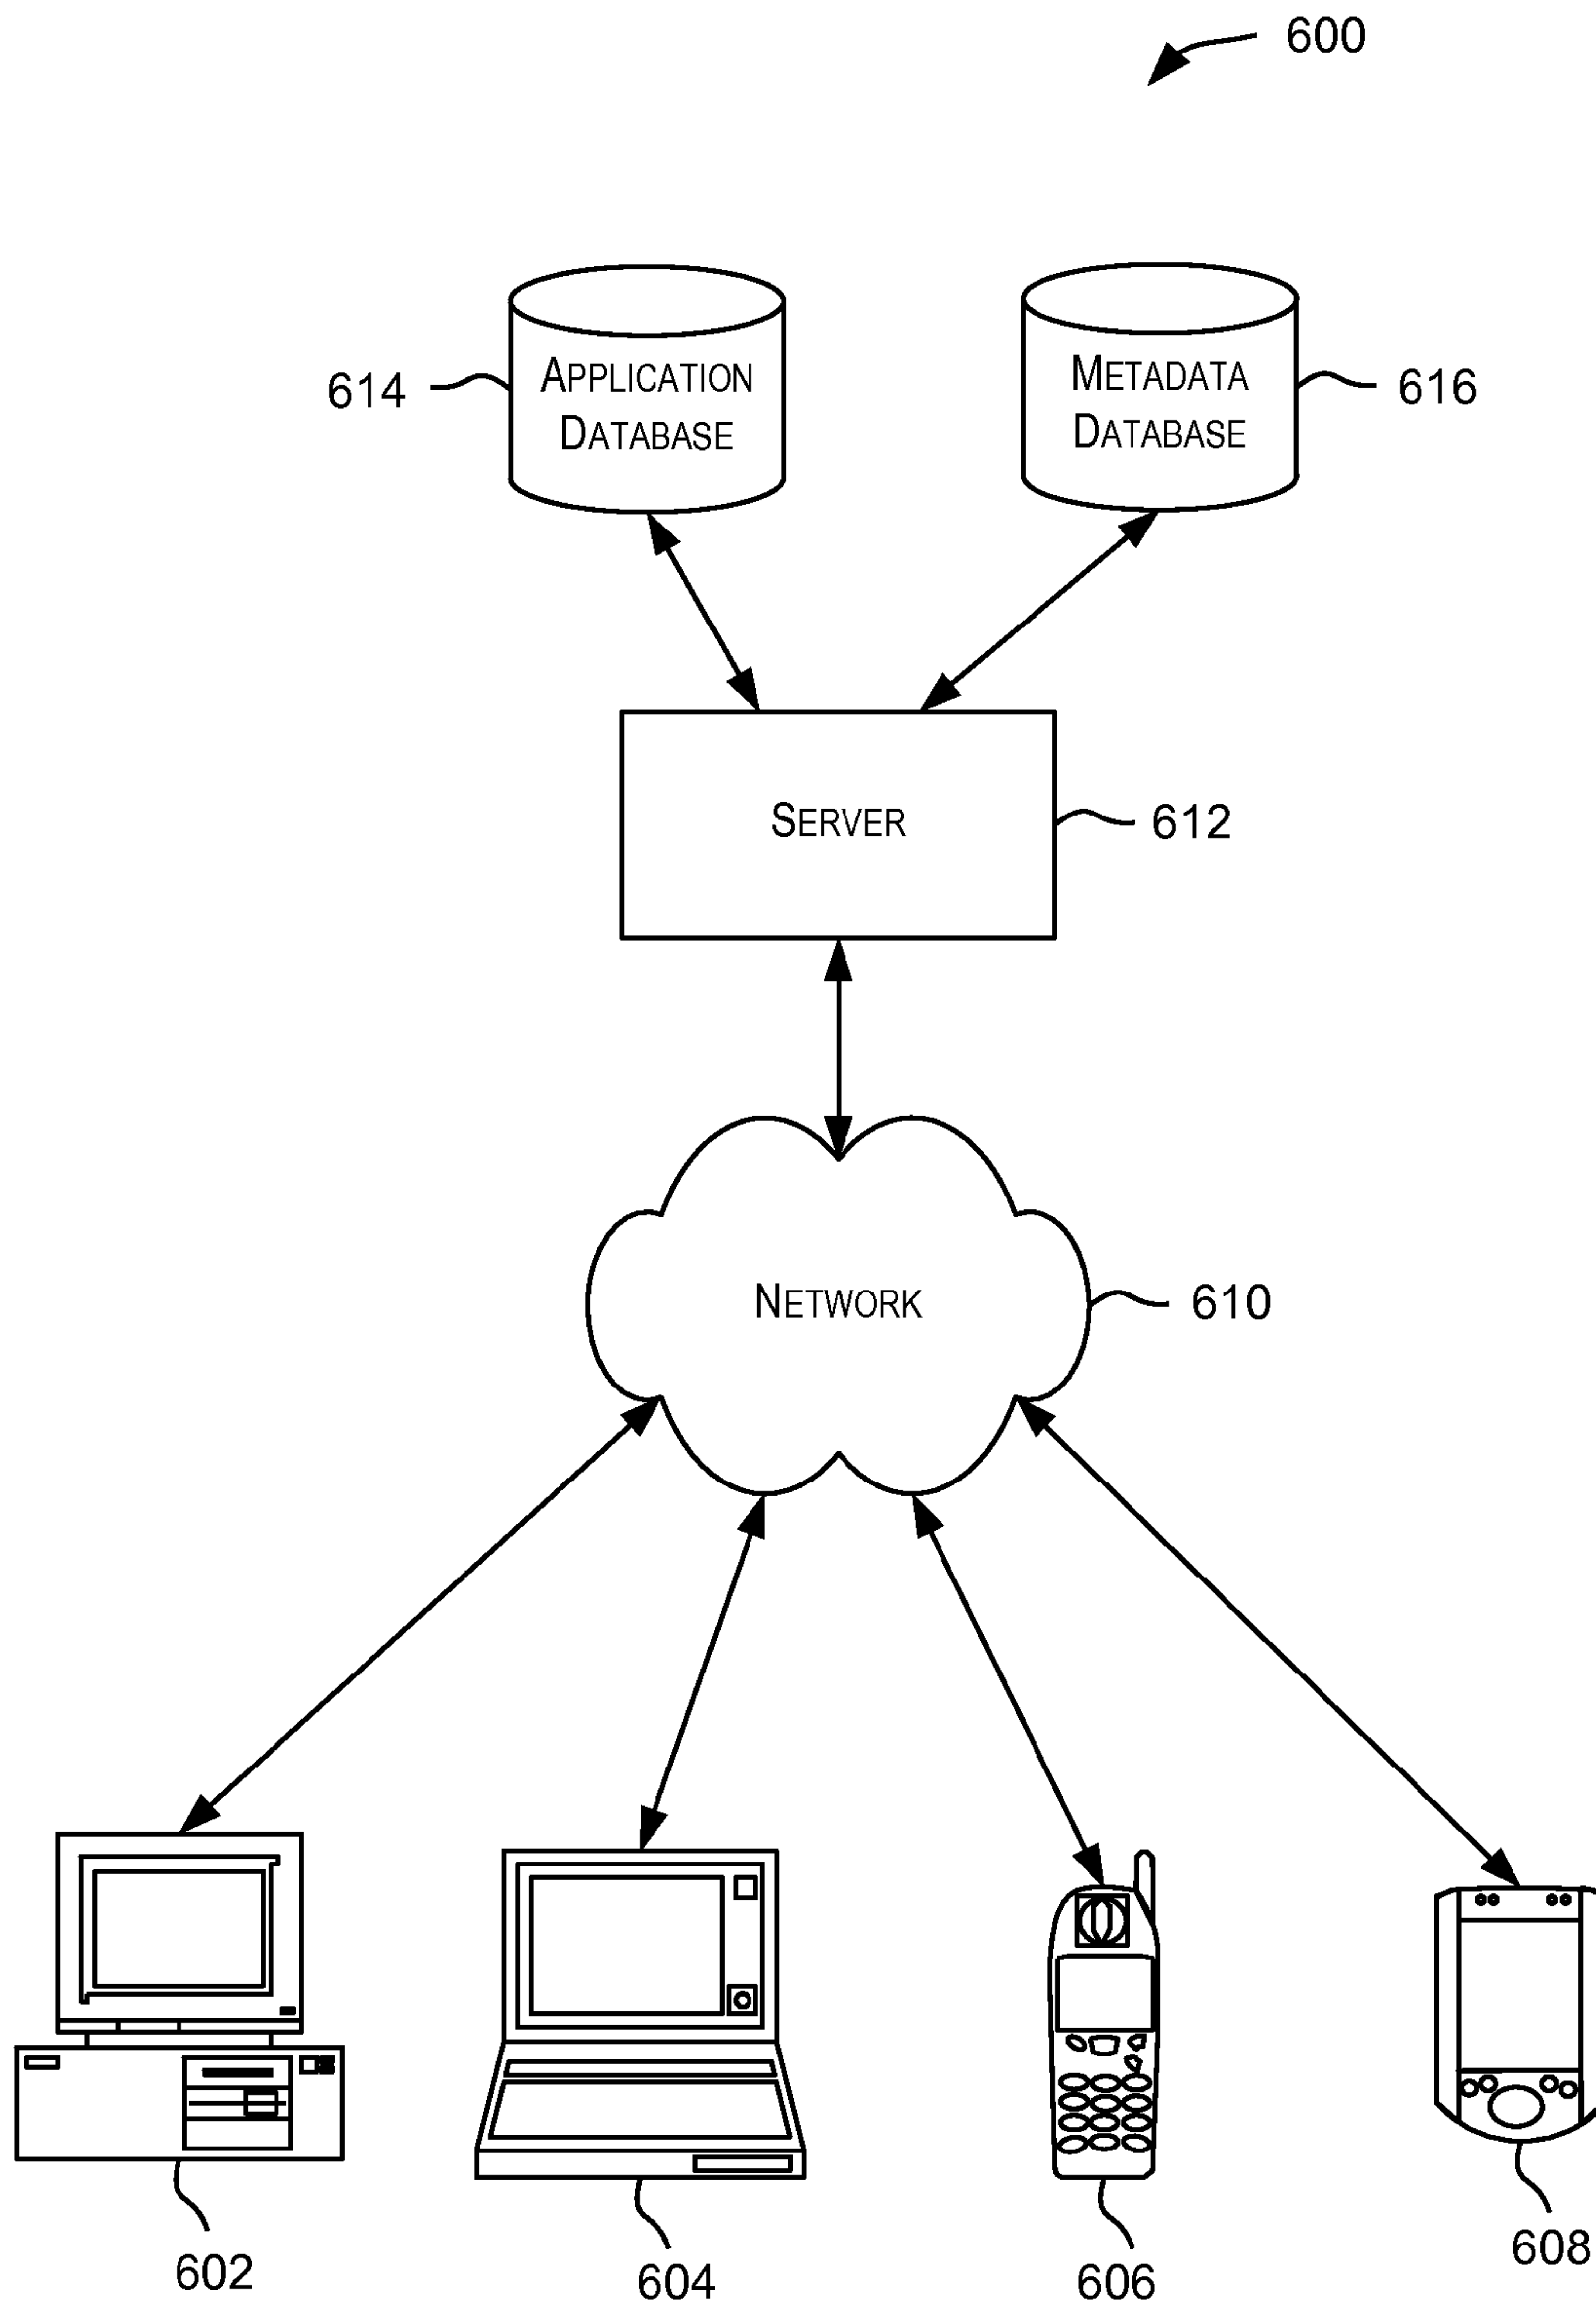 600
614
APPLICATION
DATABASE
METADATA
DATABASE
616
SERVER
612
NETWORK
610
602
604
606
608